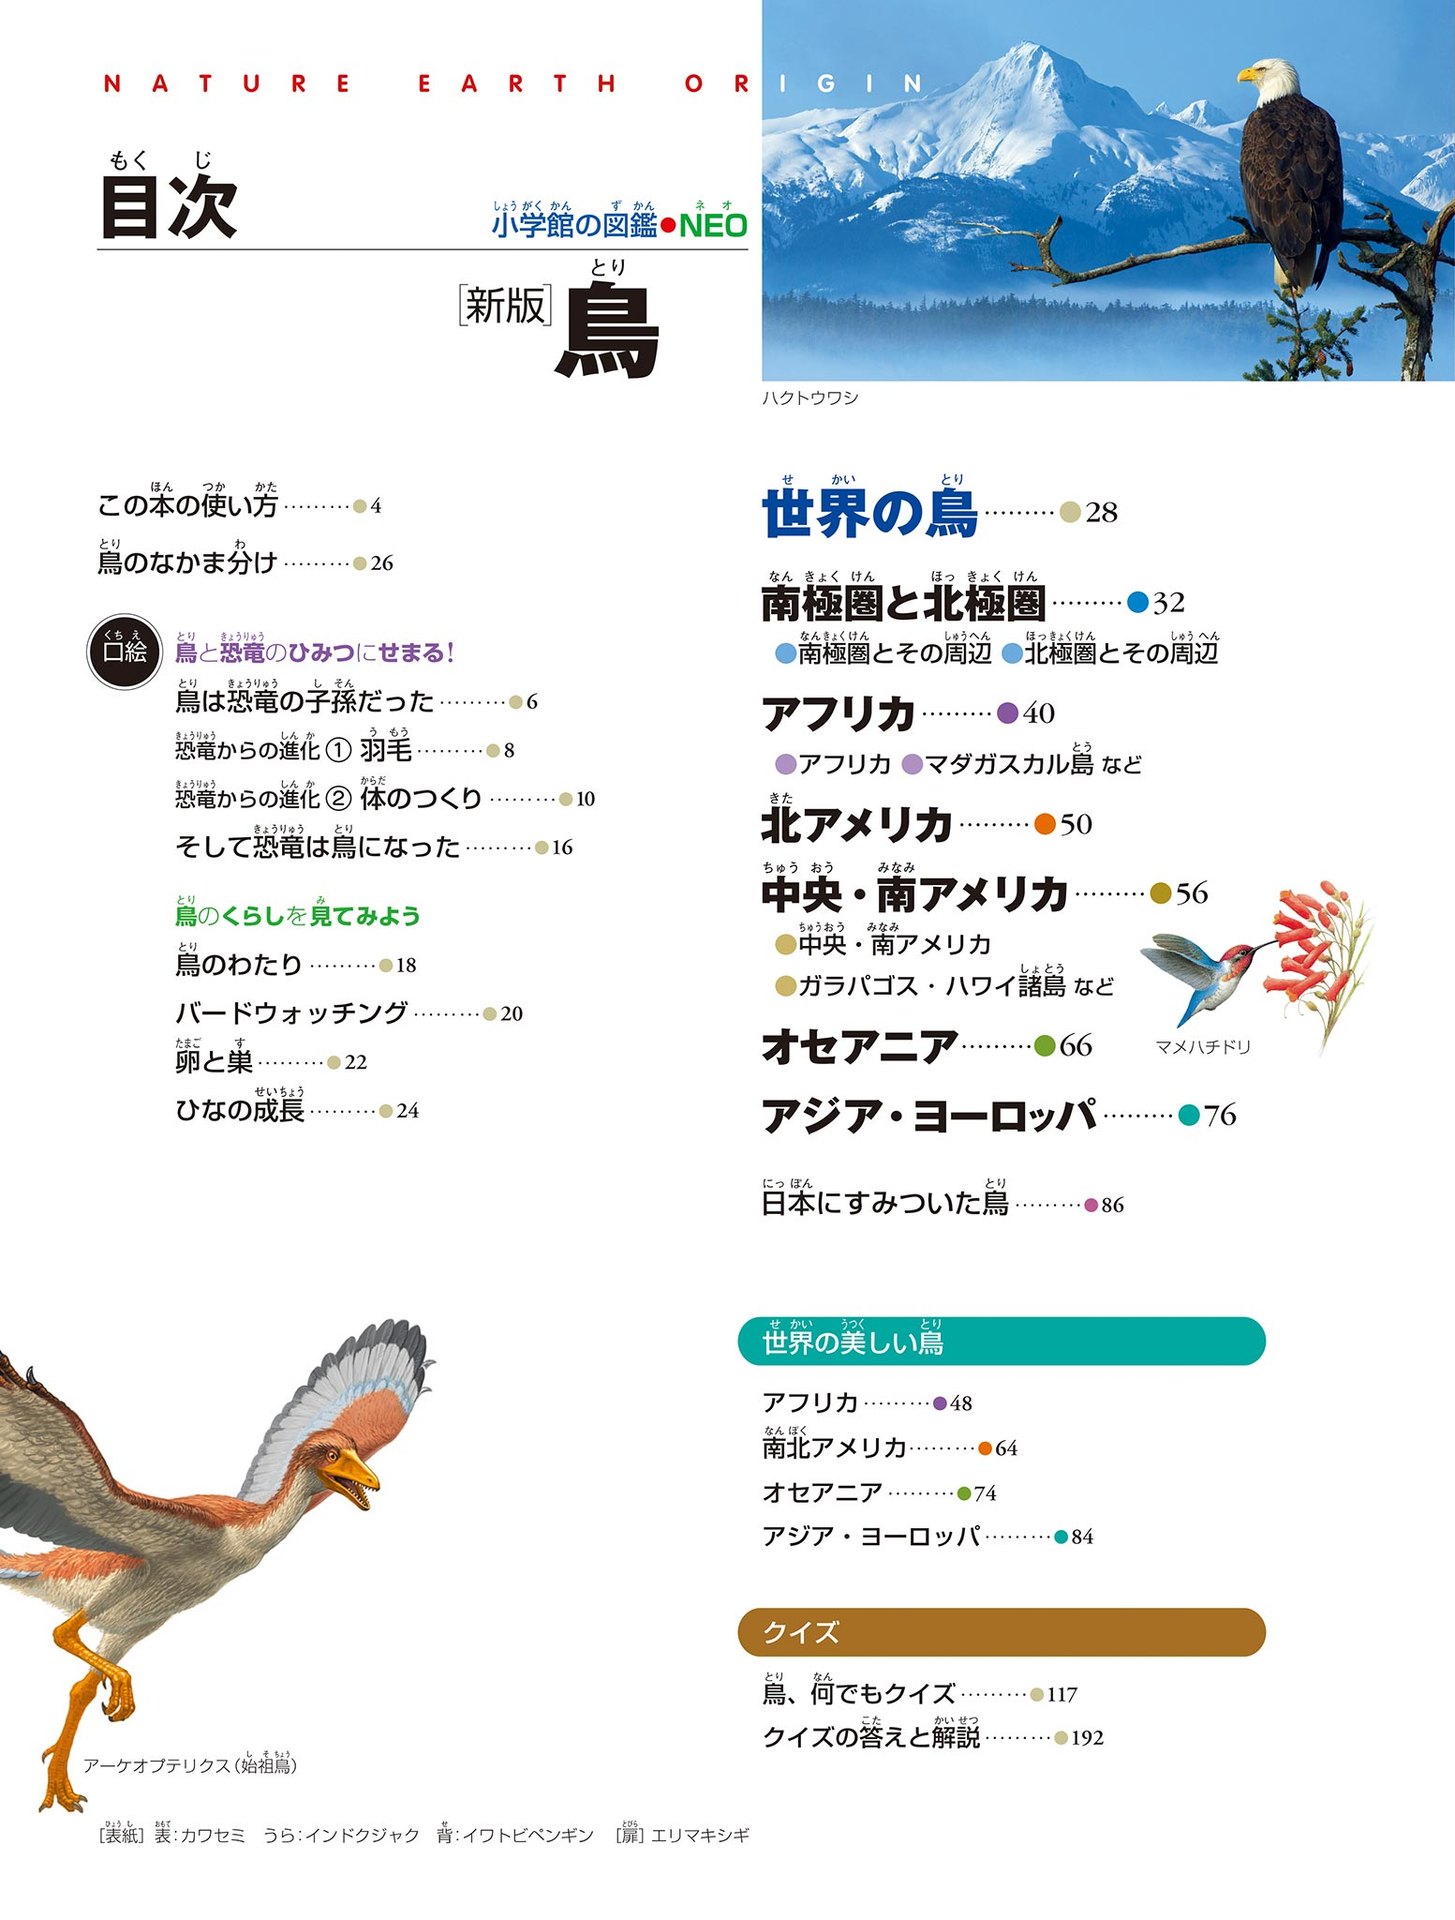 NATURE EARTH ORIGIN
目次
小学館の図鑑●NEO
[新版] 鳥
ハクトウワシ
この本の使い方………●4
鳥のなかま分け………●26
口絵
鳥と恐竜のひみつにせまる！
鳥は恐竜の子孫だった………●6
恐竜からの進化① 羽毛………●8
恐竜からの進化② 体のつくり………●10
そして恐竜は鳥になった………●16
鳥のくらしを見てみよう
鳥のわたり………●18
バードウォッチング………●20
卵と巣………●22
ひなの成長………●24
世界の鳥………●28
南極圏と北極圏………●32
●南極圏とその周辺 ●北極圏とその周辺
アフリカ………●40
●アフリカ ●マダガスカル島 など
北アメリカ………●50
中央・南アメリカ………●56
●中央・南アメリカ
●ガラパゴス・ハワイ諸島 など
マメハチドリ
オセアニア………●66
アジア・ヨーロッパ………●76
日本にすみついた鳥………●86
世界の美しい鳥
アフリカ………●48
南北アメリカ………●64
オセアニア………●74
アジア・ヨーロッパ………●84
クイズ
鳥、何でもクイズ………●117
クイズの答えと解説………●192
アーケオプテリクス（始祖鳥）
［表紙］表：カワセミ　うら：インドクジャク　背：イワトビペンギン　［扉］エリマキシギ